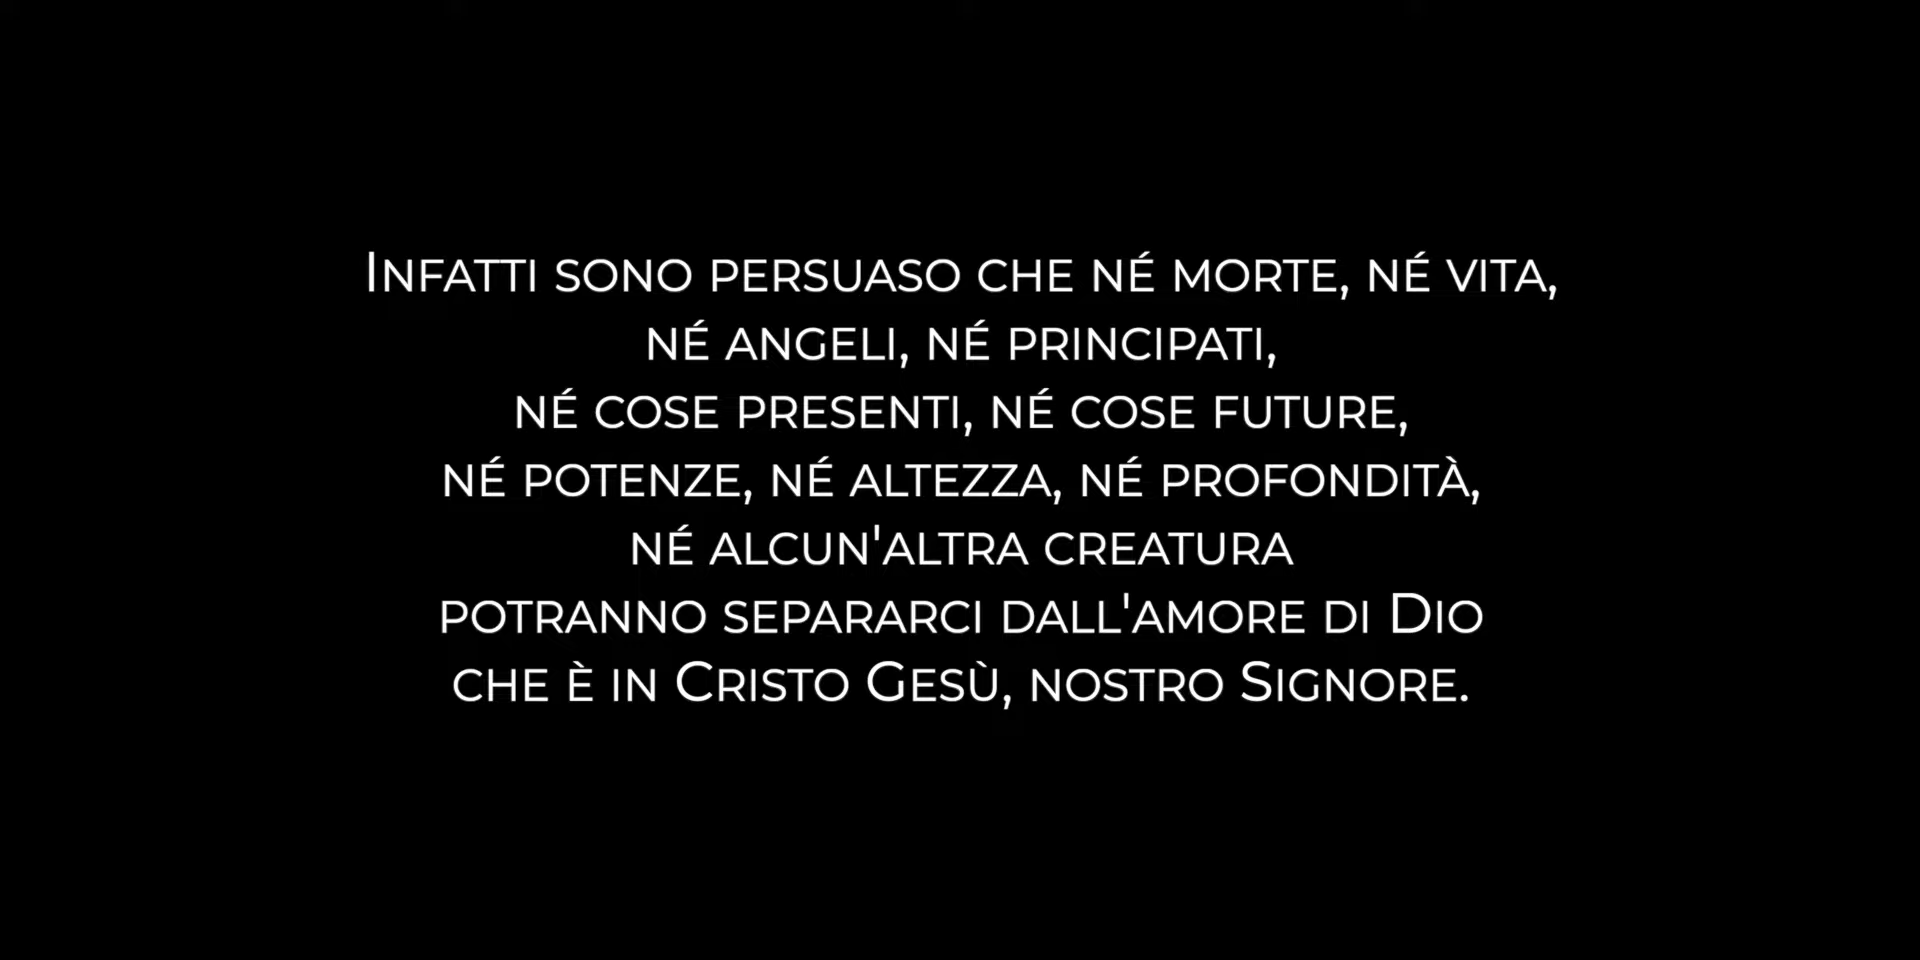 Infatti sono persuaso che né morte, né vita,
né angeli, né principati,
né cose presenti, né cose future,
né potenze, né altezza, né profondità,
né alcun'altra creatura
potranno separarci dall'amore di Dio
che è in Cristo Gesù, nostro Signore.